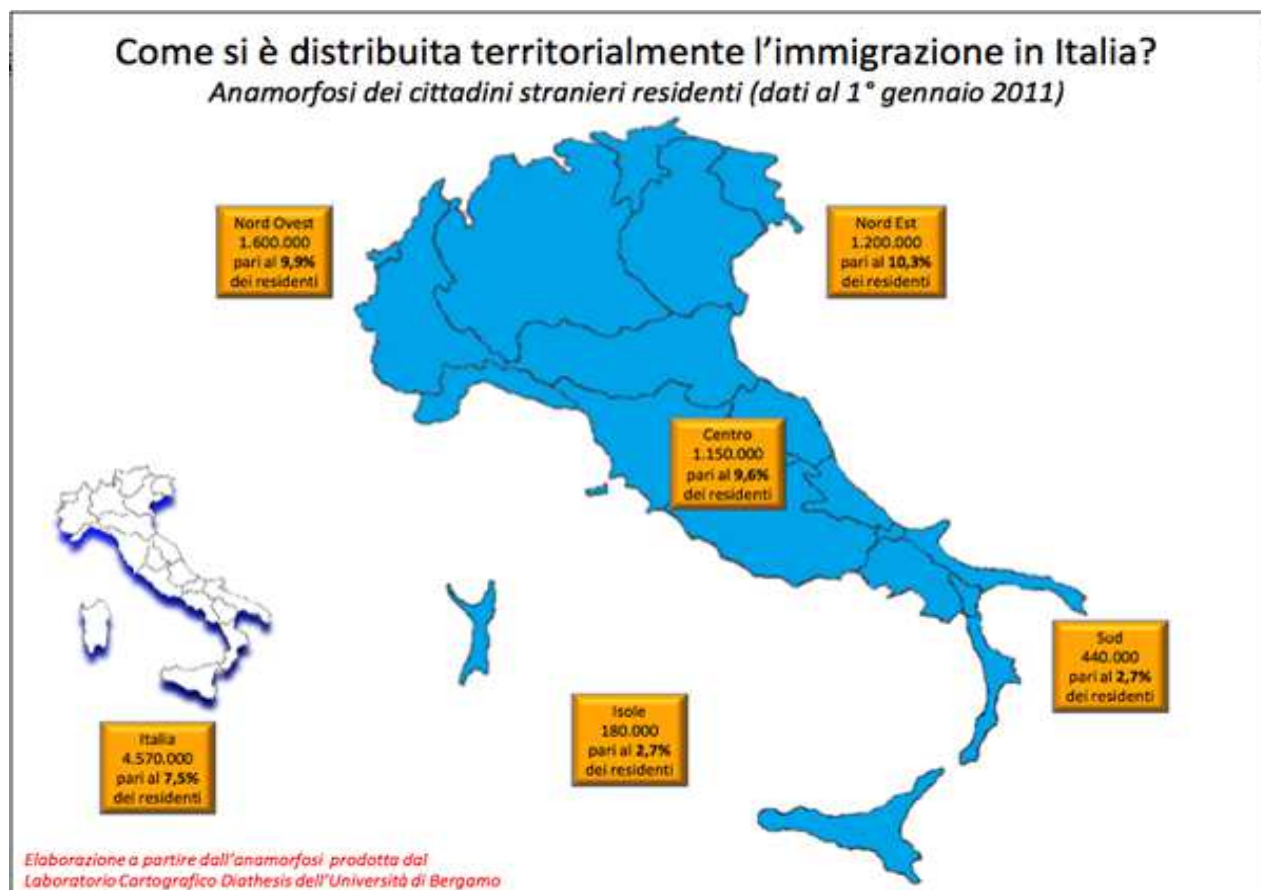 Come si è distribuita territorialmente l'immigrazione in Italia?
Anamorfosi dei cittadini stranieri residenti (dati al 1° gennaio 2011)
Nord Ovest
1.600.000
pari al 9,9%
dei residenti
Nord Est
1.200.000
pari al 10,3%
dei residenti
Centro
1.150.000
pari al 9,6%
dei residenti
Sud
440.000
pari al 2,7%
dei residenti
Isole
180.000
pari al 2,7%
dei residenti
Italia
4.570.000
pari al 7,5%
dei residenti
Elaborazione a partire dall'anamorfosi prodotta dal
Laboratorio Cartografico Diathesis dell'Università di Bergamo